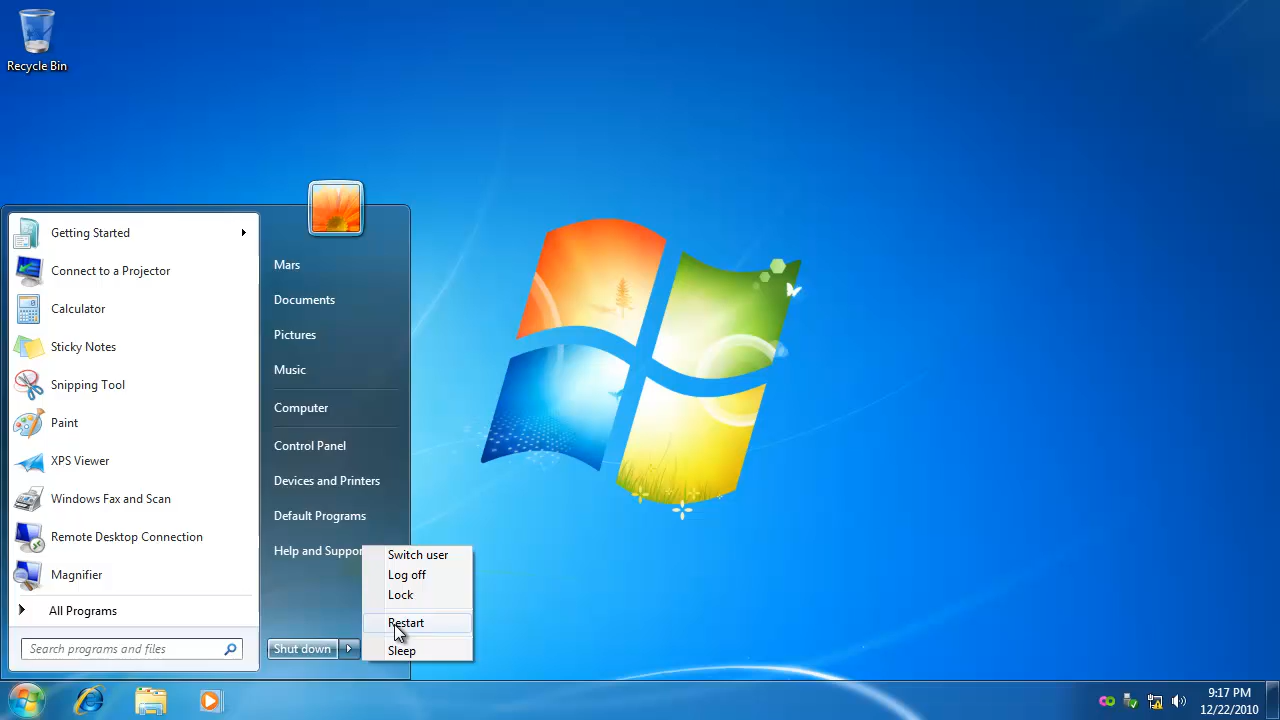 Recycle Bin
Getting Started
Connect to a Projector
Calculator
Sticky Notes
Snipping Tool
Paint
XPS Viewer
Windows Fax and Scan
Remote Desktop Connection
Magnifier
All Programs
Search programs and files
Mars
Documents
Pictures
Music
Computer
Control Panel
Devices and Printers
Default Programs
Help and Suppor
Shut down
Switch user
Log off
Lock
Restart
Sleep
9:17 PM
12/22/2010